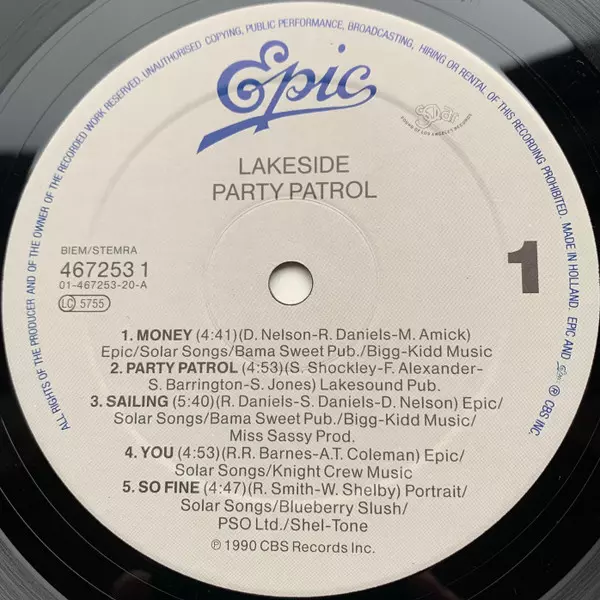 ALL RIGHTS OF THE PRODUCER AND OF THE OWNER OF THE RECORDED WORK RESERVED. UNAUTHORISED COPYING, PUBLIC PERFORMANCE, BROADCASTING, HIRING OR RENTAL OF THIS RECORDING PROHIBITED. MADE IN HOLLAND. EPIC AND ® CBS INC.
Epic
Solar
SOUND OF LOS ANGELES RECORDS
LAKESIDE
PARTY PATROL
BIEM/STEMRA
467253 1
01-467253-20-A
LC 5755
1
1. MONEY (4:41)(D. Nelson-R. Daniels-M. Amick)
Epic/Solar Songs/Bama Sweet Pub./Bigg-Kidd Music
2. PARTY PATROL (4:53)(S. Shockley-F. Alexander-
S. Barrington-S. Jones) Lakesound Pub.
3. SAILING (5:40)(R. Daniels-S. Daniels-D. Nelson) Epic/
Solar Songs/Bama Sweet Pub./Bigg-Kidd Music/
Miss Sassy Prod.
4. YOU (4:53)(R.R. Barnes-A.T. Coleman) Epic/
Solar Songs/Knight Crew Music
5. SO FINE (4:47)(R. Smith-W. Shelby) Portrait/
Solar Songs/Blueberry Slush/
PSO Ltd./Shel-Tone
℗ 1990 CBS Records Inc.